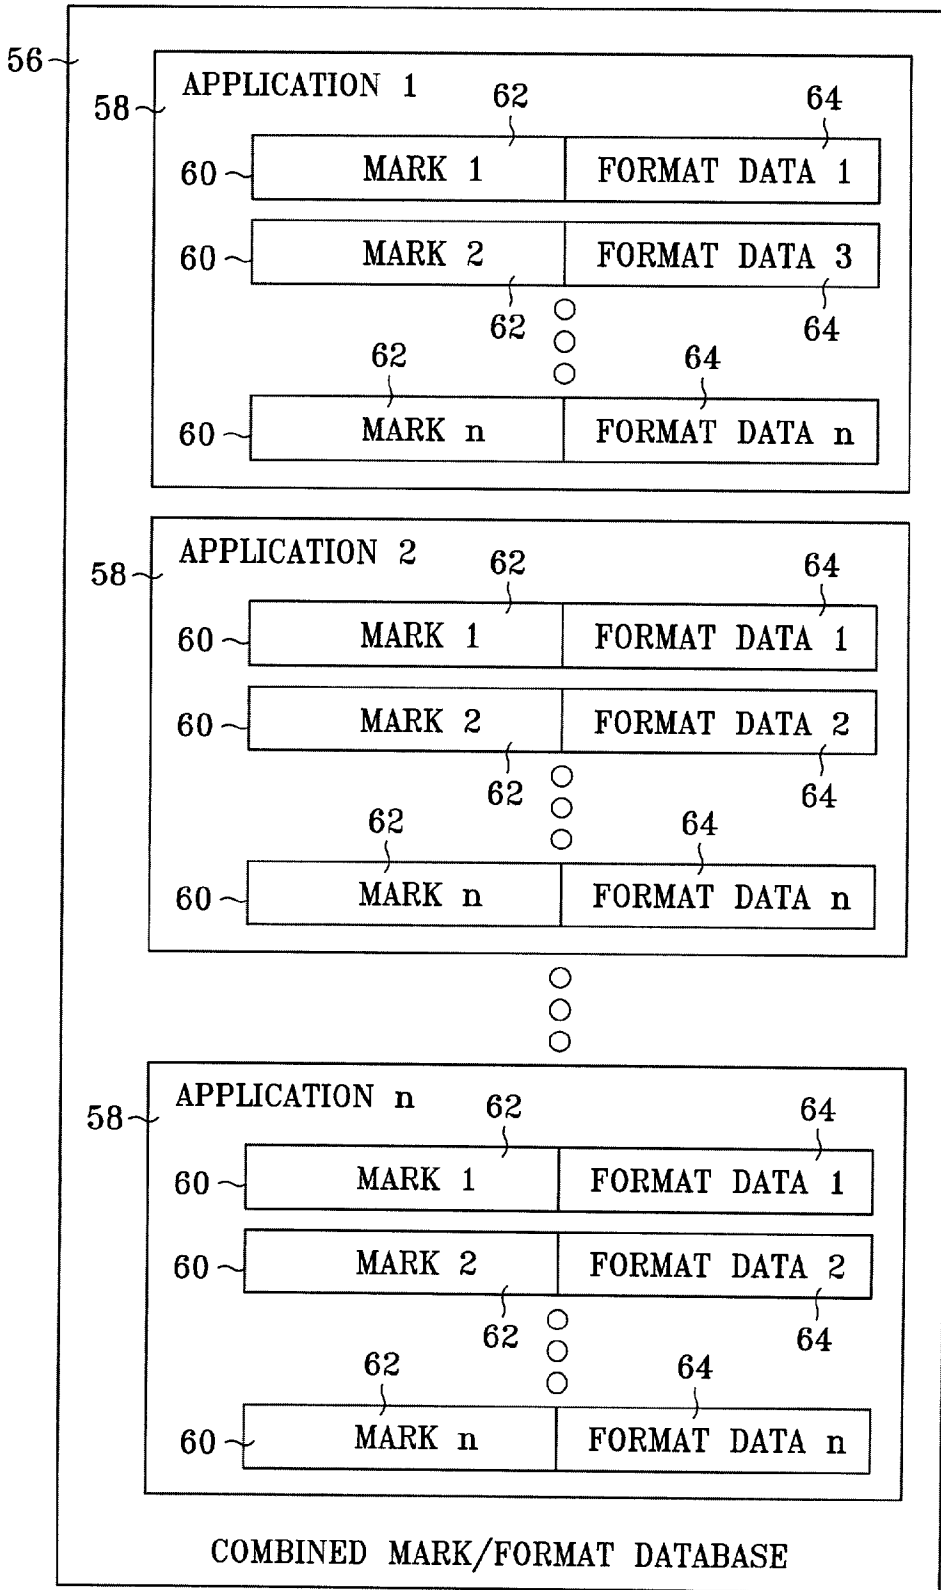 56
APPLICATION 1
58
62
64
60
MARK 1
FORMAT DATA 1
60
MARK 2
FORMAT DATA 3
62
64
62
64
60
MARK n
FORMAT DATA n
APPLICATION 2
58
62
64
60
MARK 1
FORMAT DATA 1
60
MARK 2
FORMAT DATA 2
62
64
62
64
60
MARK n
FORMAT DATA n
APPLICATION n
58
62
64
60
MARK 1
FORMAT DATA 1
60
MARK 2
FORMAT DATA 2
62
64
62
64
60
MARK n
FORMAT DATA n
COMBINED MARK/FORMAT DATABASE